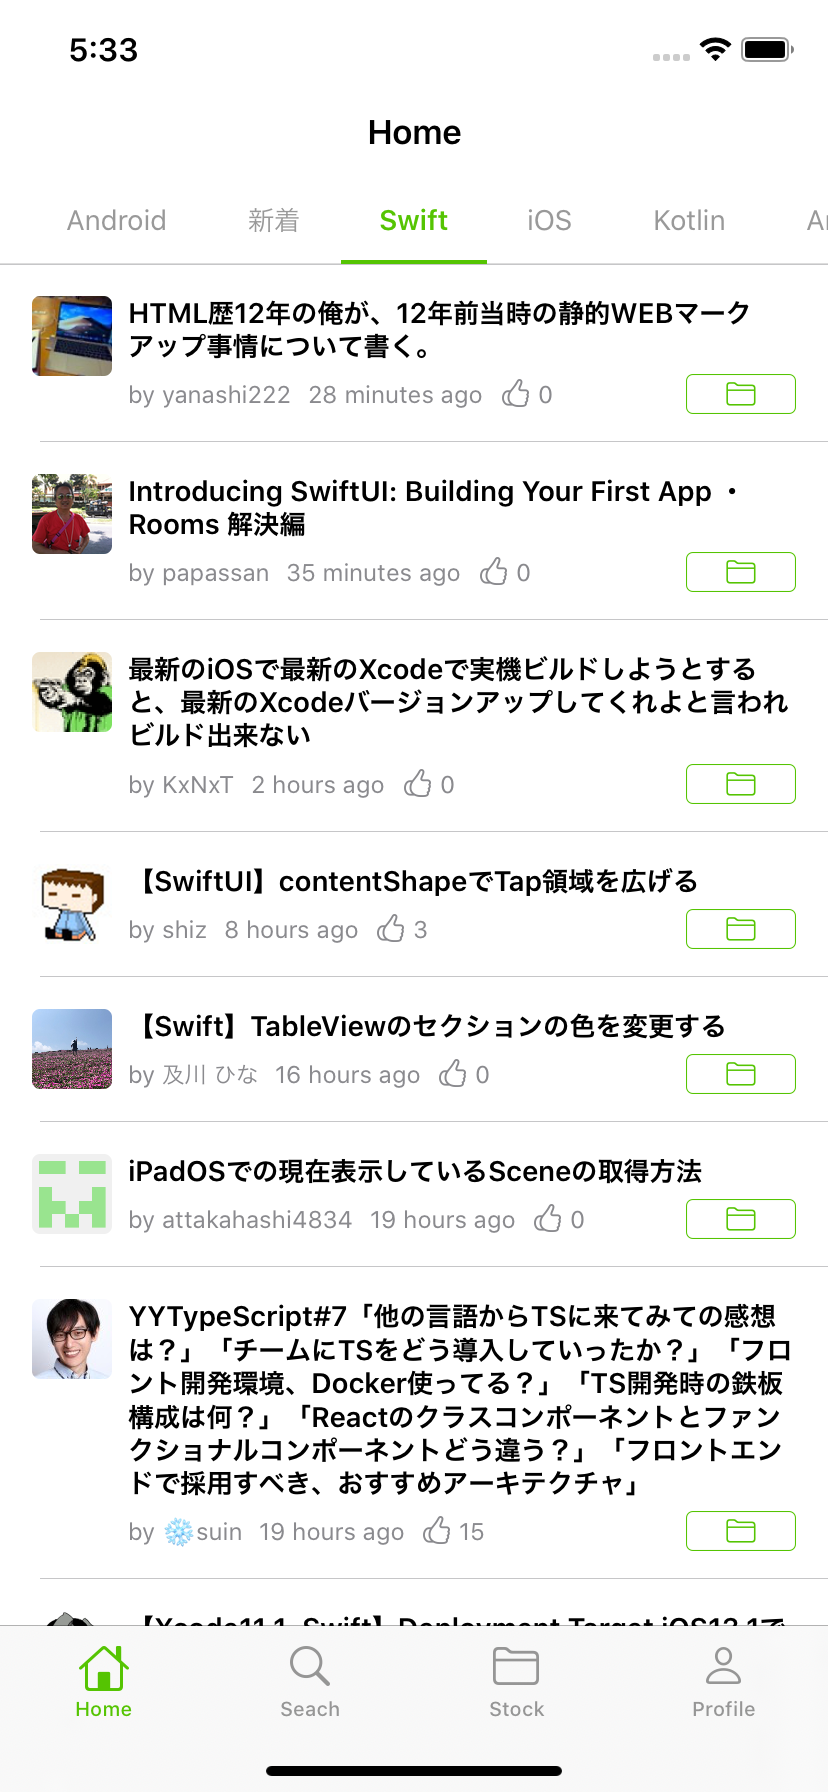 5:33
Home
Android 新着 Swift iOS Kotlin
HTML歴12年の俺が、12年前当時の静的WEBマーク
アップ事情について書く。
by yanashi222 28 minutes ago 0
Introducing SwiftUI: Building Your First App ・
Rooms 解決編
by papassan 35 minutes ago 0
最新のiOSで最新のXcodeで実機ビルドしようとする
と、最新のXcodeバージョンアップしてくれよと言われ
ビルド出来ない
by KxNxT 2 hours ago 0
【SwiftUI】contentShapeでTap領域を広げる
by shiz 8 hours ago 3
【Swift】TableViewのセクションの色を変更する
by 及川 ひな 16 hours ago 0
iPadOSでの現在表示しているSceneの取得方法
by attakahashi4834 19 hours ago 0
YYTypeScript#7「他の言語からTSに来てみての感想
は？」「チームにTSをどう導入していったか？」「フロ
ント開発環境、Docker使ってる？」「TS開発時の鉄板
構成は何？」「Reactのクラスコンポーネントとファン
クショナルコンポーネントどう違う？」「フロントエン
ドで採用すべき、おすすめアーキテクチャ」
by ❄️suin 19 hours ago 15
【Xcode11.1, Swift】Deployment Target iOS13.1で
Home Seach Stock Profile